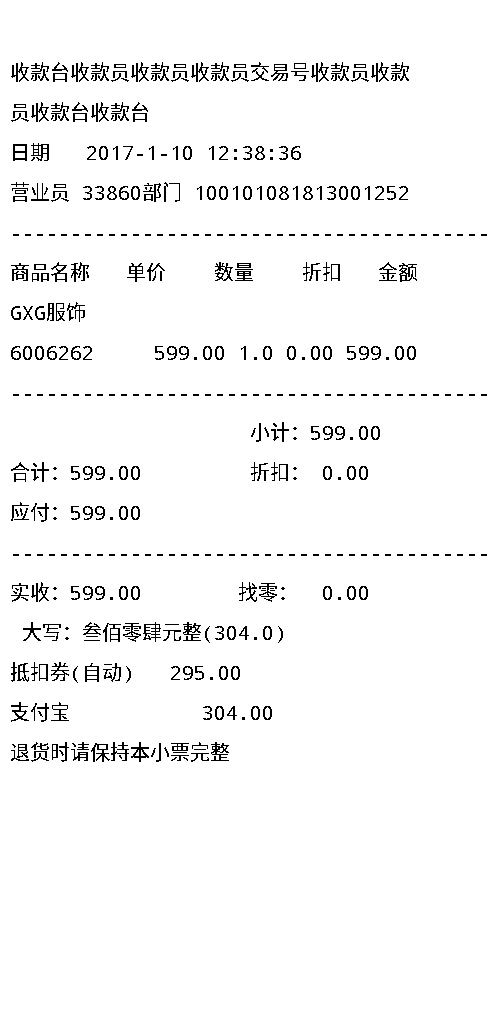 收款台收款员收款员收款员交易号收款员收款
员收款台收款台
日期   2017-1-10 12:38:36
营业员 33860部门 100101081813001252
----------------------------------------
商品名称   单价    数量    折扣   金额
GXG服饰
6006262     599.00 1.0 0.00 599.00
----------------------------------------
小计：599.00
合计：599.00         折扣： 0.00
应付：599.00
----------------------------------------
实收：599.00        找零：  0.00
大写：叁佰零肆元整(304.0)
抵扣券(自动)   295.00
支付宝           304.00
退货时请保持本小票完整